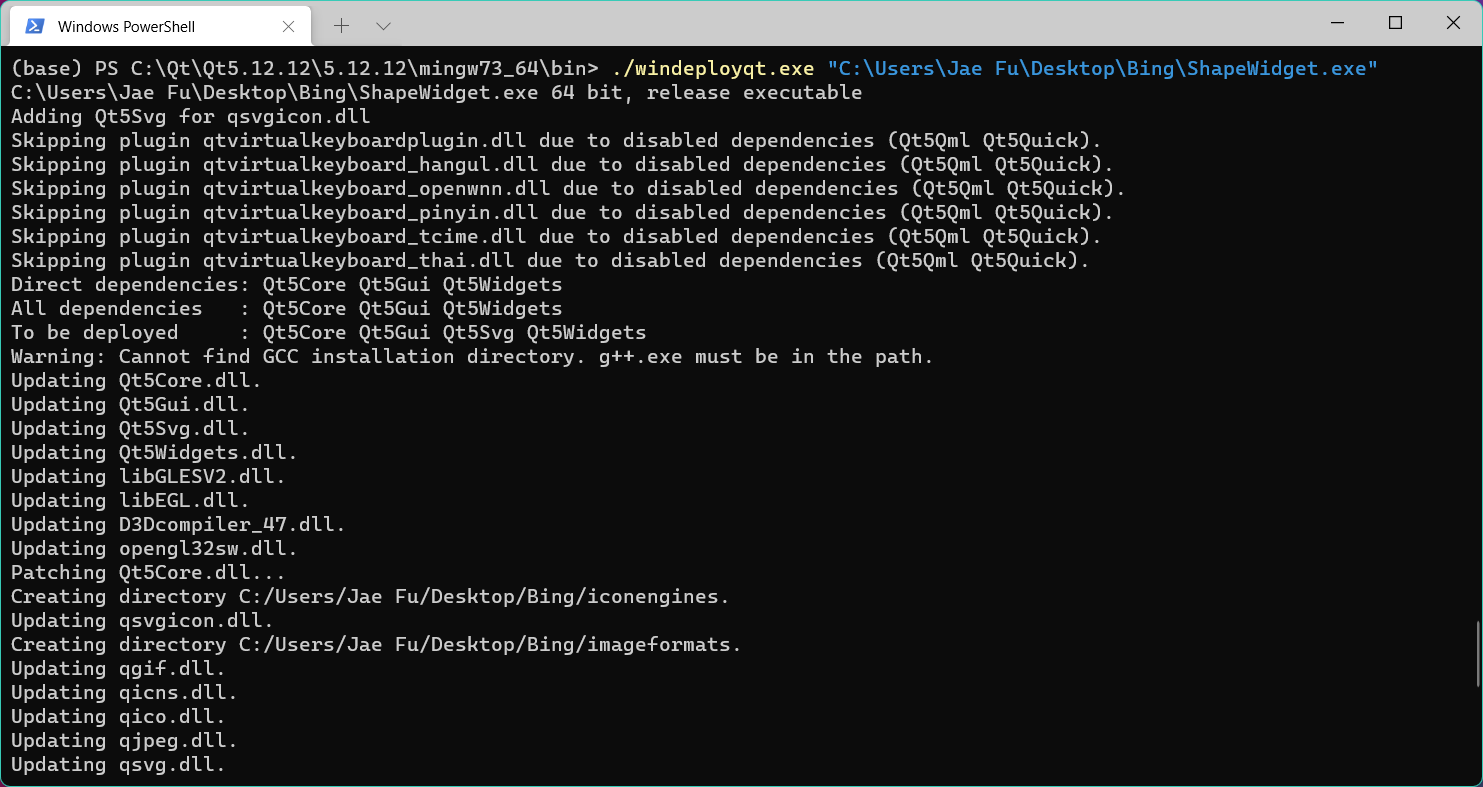 Windows PowerShell
(base) PS C:\Qt\Qt5.12.12\5.12.12\mingw73_64\bin> ./windeployqt.exe "C:\Users\Jae Fu\Desktop\Bing\ShapeWidget.exe"
C:\Users\Jae Fu\Desktop\Bing\ShapeWidget.exe 64 bit, release executable
Adding Qt5Svg for qsvgicon.dll
Skipping plugin qtvirtualkeyboardplugin.dll due to disabled dependencies (Qt5Qml Qt5Quick).
Skipping plugin qtvirtualkeyboard_hangul.dll due to disabled dependencies (Qt5Qml Qt5Quick).
Skipping plugin qtvirtualkeyboard_openwnn.dll due to disabled dependencies (Qt5Qml Qt5Quick).
Skipping plugin qtvirtualkeyboard_pinyin.dll due to disabled dependencies (Qt5Qml Qt5Quick).
Skipping plugin qtvirtualkeyboard_tcime.dll due to disabled dependencies (Qt5Qml Qt5Quick).
Skipping plugin qtvirtualkeyboard_thai.dll due to disabled dependencies (Qt5Qml Qt5Quick).
Direct dependencies: Qt5Core Qt5Gui Qt5Widgets
All dependencies   : Qt5Core Qt5Gui Qt5Widgets
To be deployed     : Qt5Core Qt5Gui Qt5Svg Qt5Widgets
Warning: Cannot find GCC installation directory. g++.exe must be in the path.
Updating Qt5Core.dll.
Updating Qt5Gui.dll.
Updating Qt5Svg.dll.
Updating Qt5Widgets.dll.
Updating libGLESV2.dll.
Updating libEGL.dll.
Updating D3Dcompiler_47.dll.
Updating opengl32sw.dll.
Patching Qt5Core.dll...
Creating directory C:/Users/Jae Fu/Desktop/Bing/iconengines.
Updating qsvgicon.dll.
Creating directory C:/Users/Jae Fu/Desktop/Bing/imageformats.
Updating qgif.dll.
Updating qicns.dll.
Updating qico.dll.
Updating qjpeg.dll.
Updating qsvg.dll.